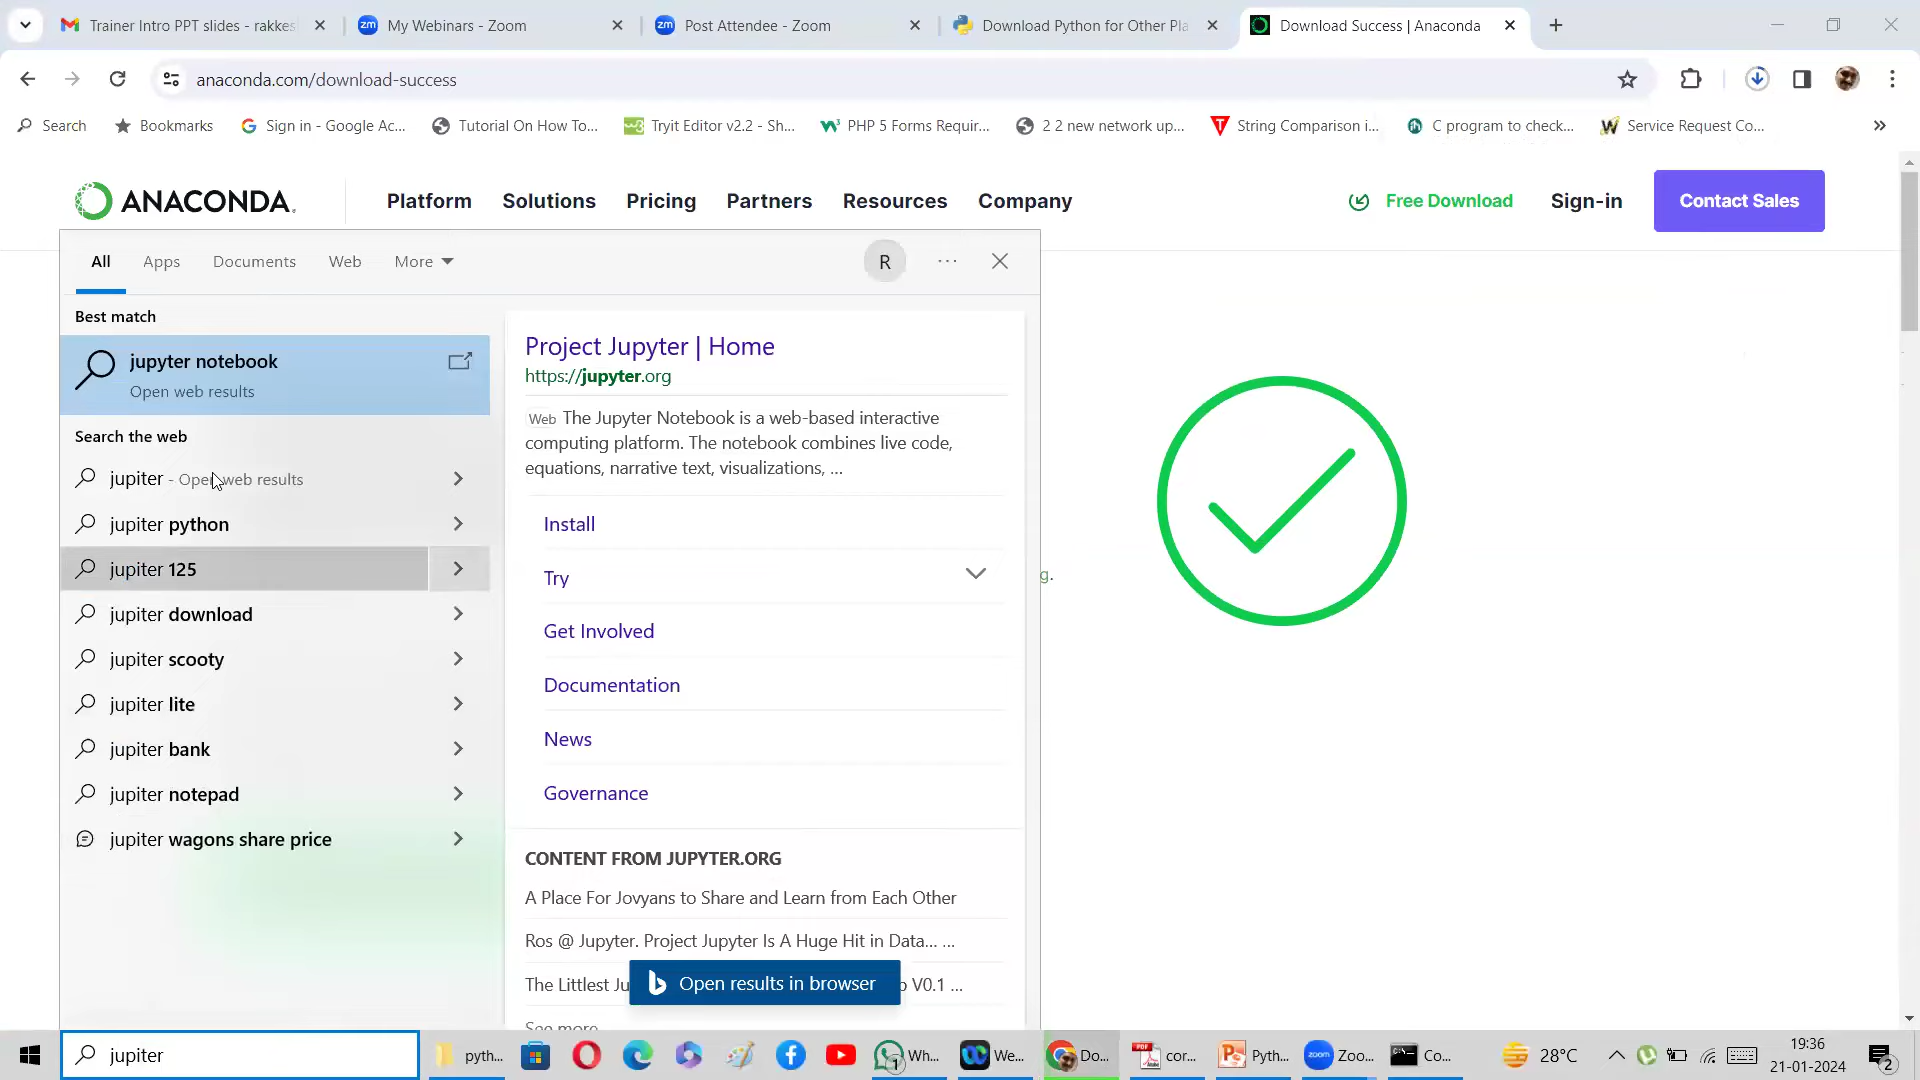 Trainer Intro PPT slides - rakkes
My Webinars - Zoom
Post Attendee - Zoom
Download Python for Other Pla
Download Success | Anaconda
anaconda.com/download-success
Search
Bookmarks
Sign in - Google Ac...
Tutorial On How To...
Tryit Editor v2.2 - Sh...
PHP 5 Forms Requir...
2 2 new network up...
String Comparison i...
C program to check...
Service Request Co...
ANACONDA.
Platform
Solutions
Pricing
Partners
Resources
Company
Free Download
Sign-in
Contact Sales
All
Apps
Documents
Web
More
R
Best match
jupyter notebook
Open web results
Search the web
jupiter - Open web results
jupiter python
jupiter 125
jupiter download
jupiter scooty
jupiter lite
jupiter bank
jupiter notepad
jupiter wagons share price
Project Jupyter | Home
https://jupyter.org
Web The Jupyter Notebook is a web-based interactive
computing platform. The notebook combines live code,
equations, narrative text, visualizations, ...
Install
Try
Get Involved
Documentation
News
Governance
CONTENT FROM JUPYTER.ORG
A Place For Jovyans to Share and Learn from Each Other
Ros @ Jupyter. Project Jupyter Is A Huge Hit in Data... ...
The Littlest Ju
V0.1 ...
Open results in browser
See more
g.
jupiter
pyth...
Wh...
We...
Do...
cor...
Pyth...
Zoo...
Co...
28°C
19:36
21-01-2024
2